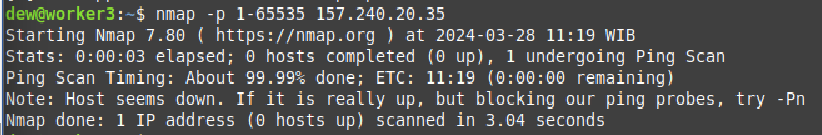 dew@worker3:~$ nmap -p 1-65535 157.240.20.35
Starting Nmap 7.80 ( https://nmap.org ) at 2024-03-28 11:19 WIB
Stats: 0:00:03 elapsed; 0 hosts completed (0 up), 1 undergoing Ping Scan
Ping Scan Timing: About 99.99% done; ETC: 11:19 (0:00:00 remaining)
Note: Host seems down. If it is really up, but blocking our ping probes, try -Pn
Nmap done: 1 IP address (0 hosts up) scanned in 3.04 seconds